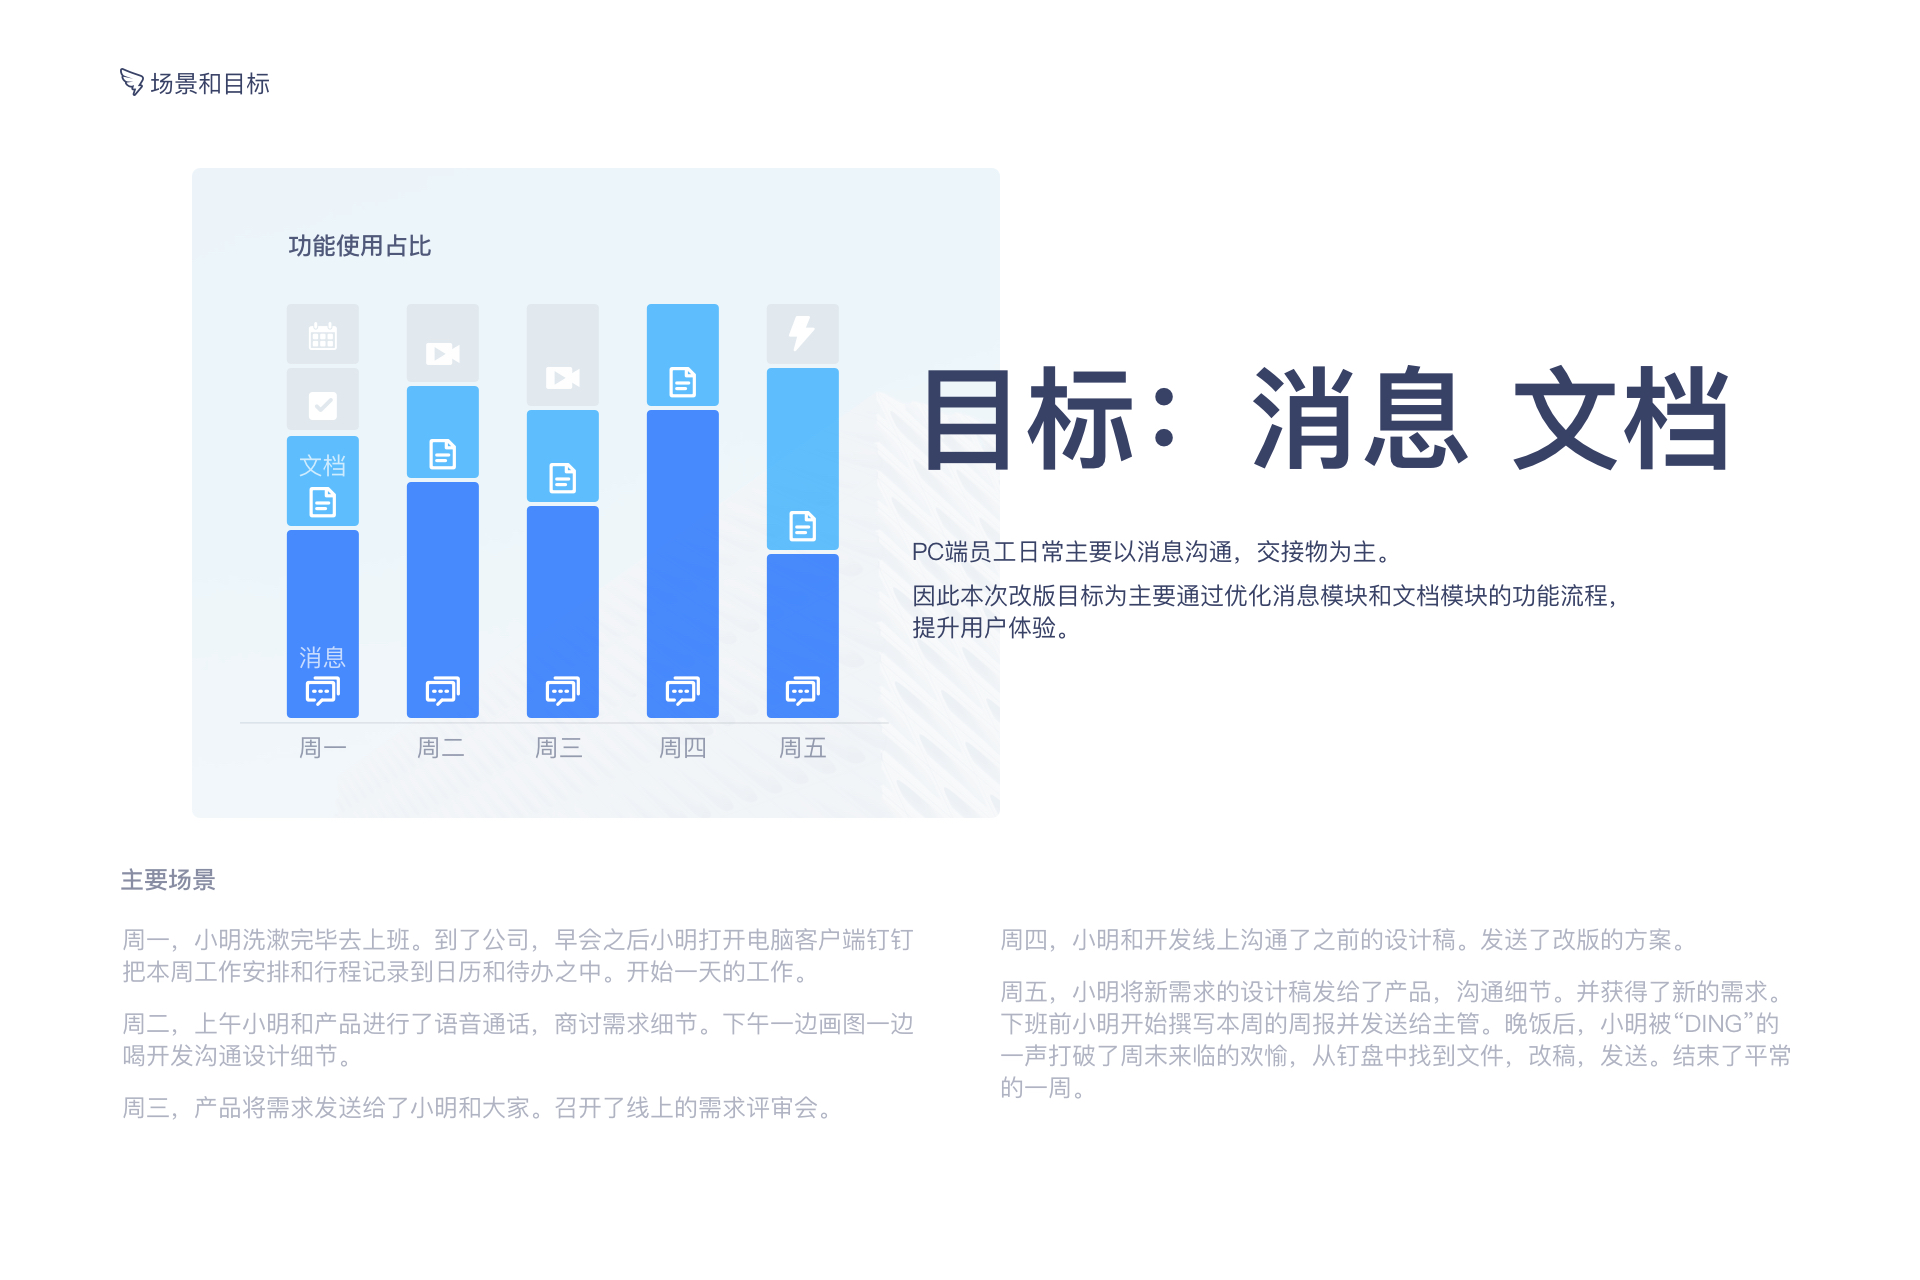 场景和目标
功能使用占比
文档
消息
周一
周二
周三
周四
周五
目标：消息 文档
PC端员工日常主要以消息沟通，交接物为主。
因此本次改版目标为主要通过优化消息模块和文档模块的功能流程，
提升用户体验。
主要场景
周一，小明洗漱完毕去上班。到了公司，早会之后小明打开电脑客户端钉钉
把本周工作安排和行程记录到日历和待办之中。开始一天的工作。
周二，上午小明和产品进行了语音通话，商讨需求细节。下午一边画图一边
喝开发沟通设计细节。
周三，产品将需求发送给了小明和大家。召开了线上的需求评审会。
周四，小明和开发线上沟通了之前的设计稿。发送了改版的方案。
周五，小明将新需求的设计稿发给了产品，沟通细节。并获得了新的需求。
下班前小明开始撰写本周的周报并发送给主管。晚饭后，小明被“DING”的
一声打破了周末来临的欢愉，从钉盘中找到文件，改稿，发送。结束了平常
的一周。